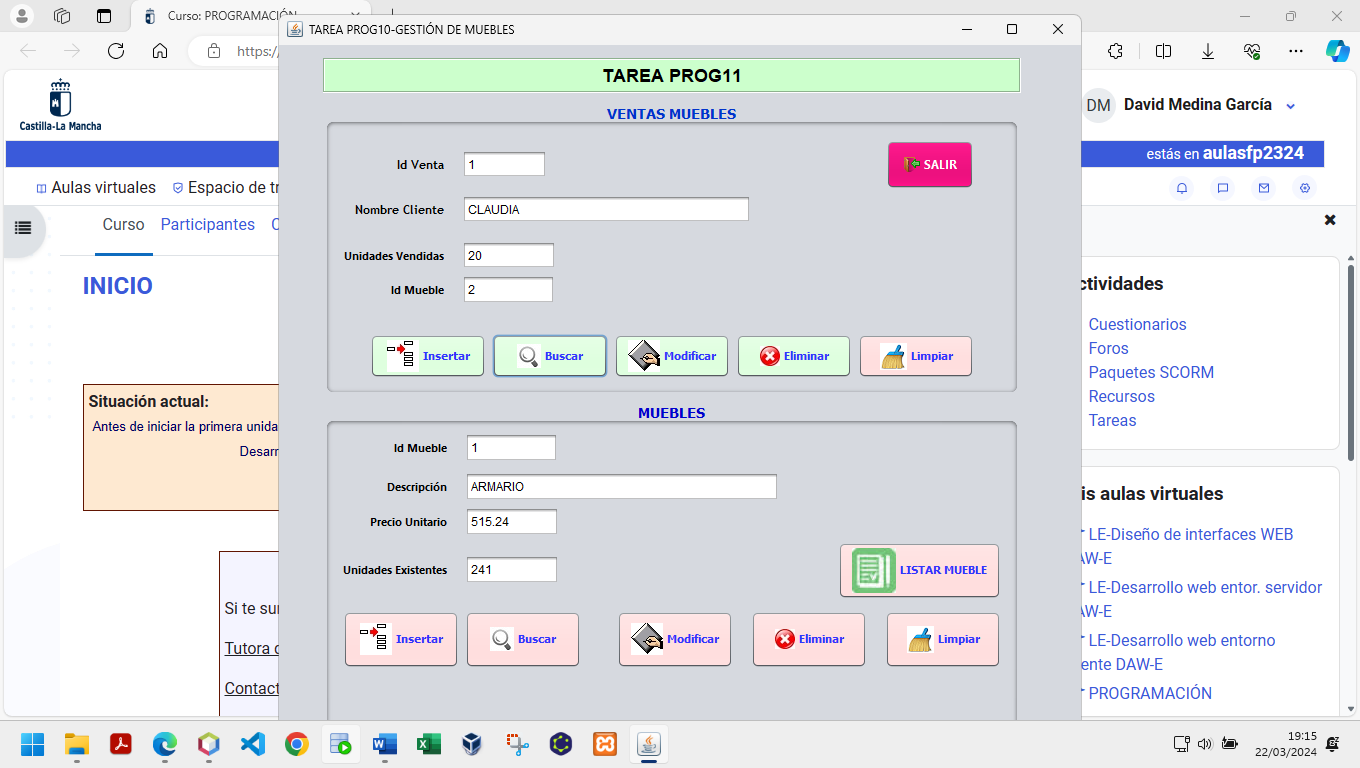 Curso: PROGRAMACIÓN
https:/
TAREA PROG10-GESTIÓN DE MUEBLES
TAREA PROG11
VENTAS MUEBLES
Id Venta 1
SALIR
Nombre Cliente CLAUDIA
Unidades Vendidas 20
Id Mueble 2
Insertar Buscar Modificar Eliminar Limpiar
MUEBLES
Id Mueble 1
Descripción ARMARIO
Precio Unitario 515.24
Unidades Existentes 241
LISTAR MUEBLE
Insertar Buscar Modificar Eliminar Limpiar
Castilla-La Mancha
DM David Medina García
estás en aulasfp2324
Aulas virtuales Espacio de tr
Curso Participantes C
INICIO
Situación actual:
Antes de iniciar la primera unida
Desarr
Si te sur
Tutora
Contact
ctividades
Cuestionarios
Foros
Paquetes SCORM
Recursos
Tareas
is aulas virtuales
LE-Diseño de interfaces WEB
AW-E
LE-Desarrollo web entor. servidor
AW-E
LE-Desarrollo web entorno
ente DAW-E
PROGRAMACIÓN
19:15
22/03/2024